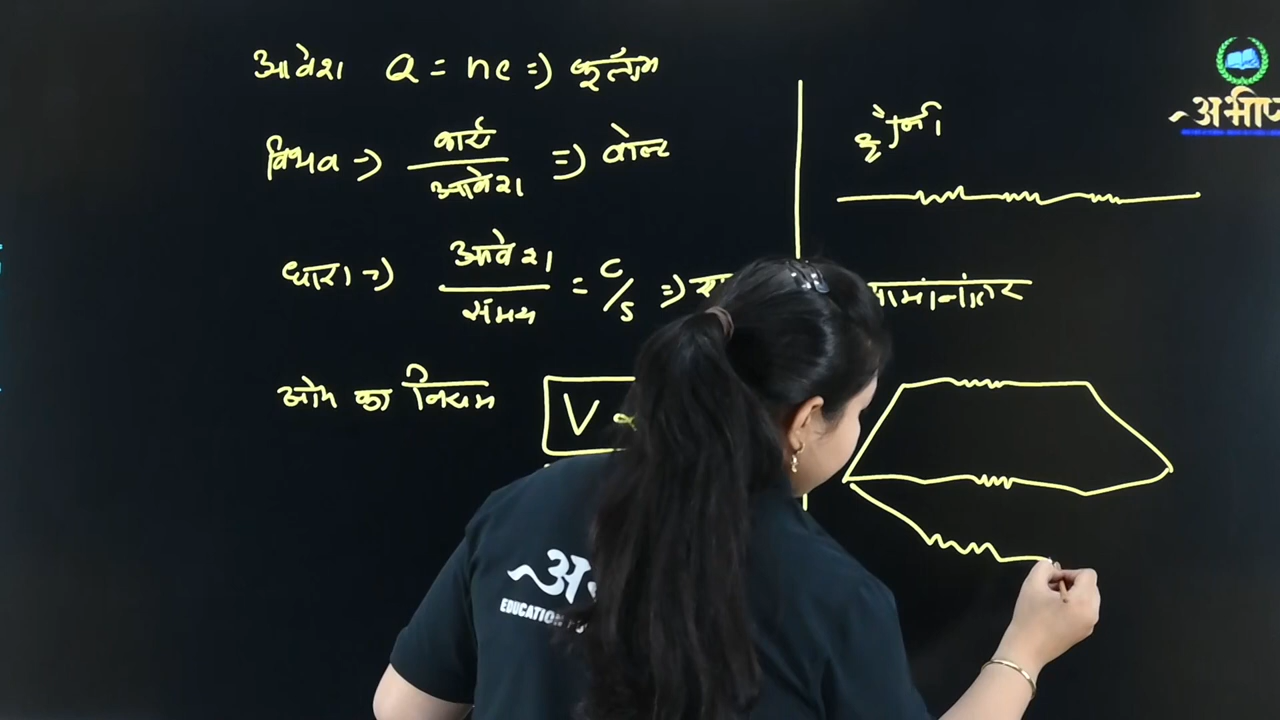 आवेश Q = ne => कूलॉम
विभव -> कार्य / आवेश => वोल्ट
धारा -> आवेश / समय = C/S =>
ओम का नियम V
समांतर
अभीप
EDUCATION